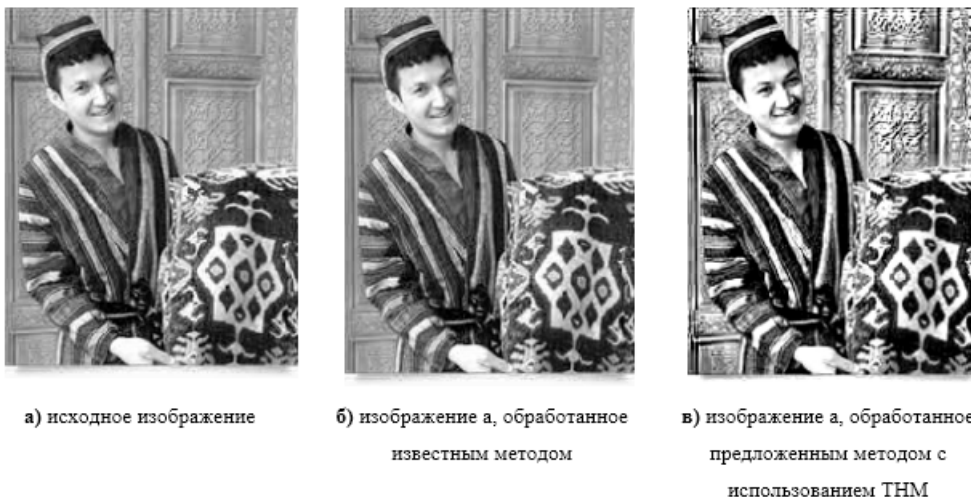 а) исходное изображение
б) изображение а, обработанное
известным методом
в) изображение а, обработанное
предложенным методом с
использованием ТНМ